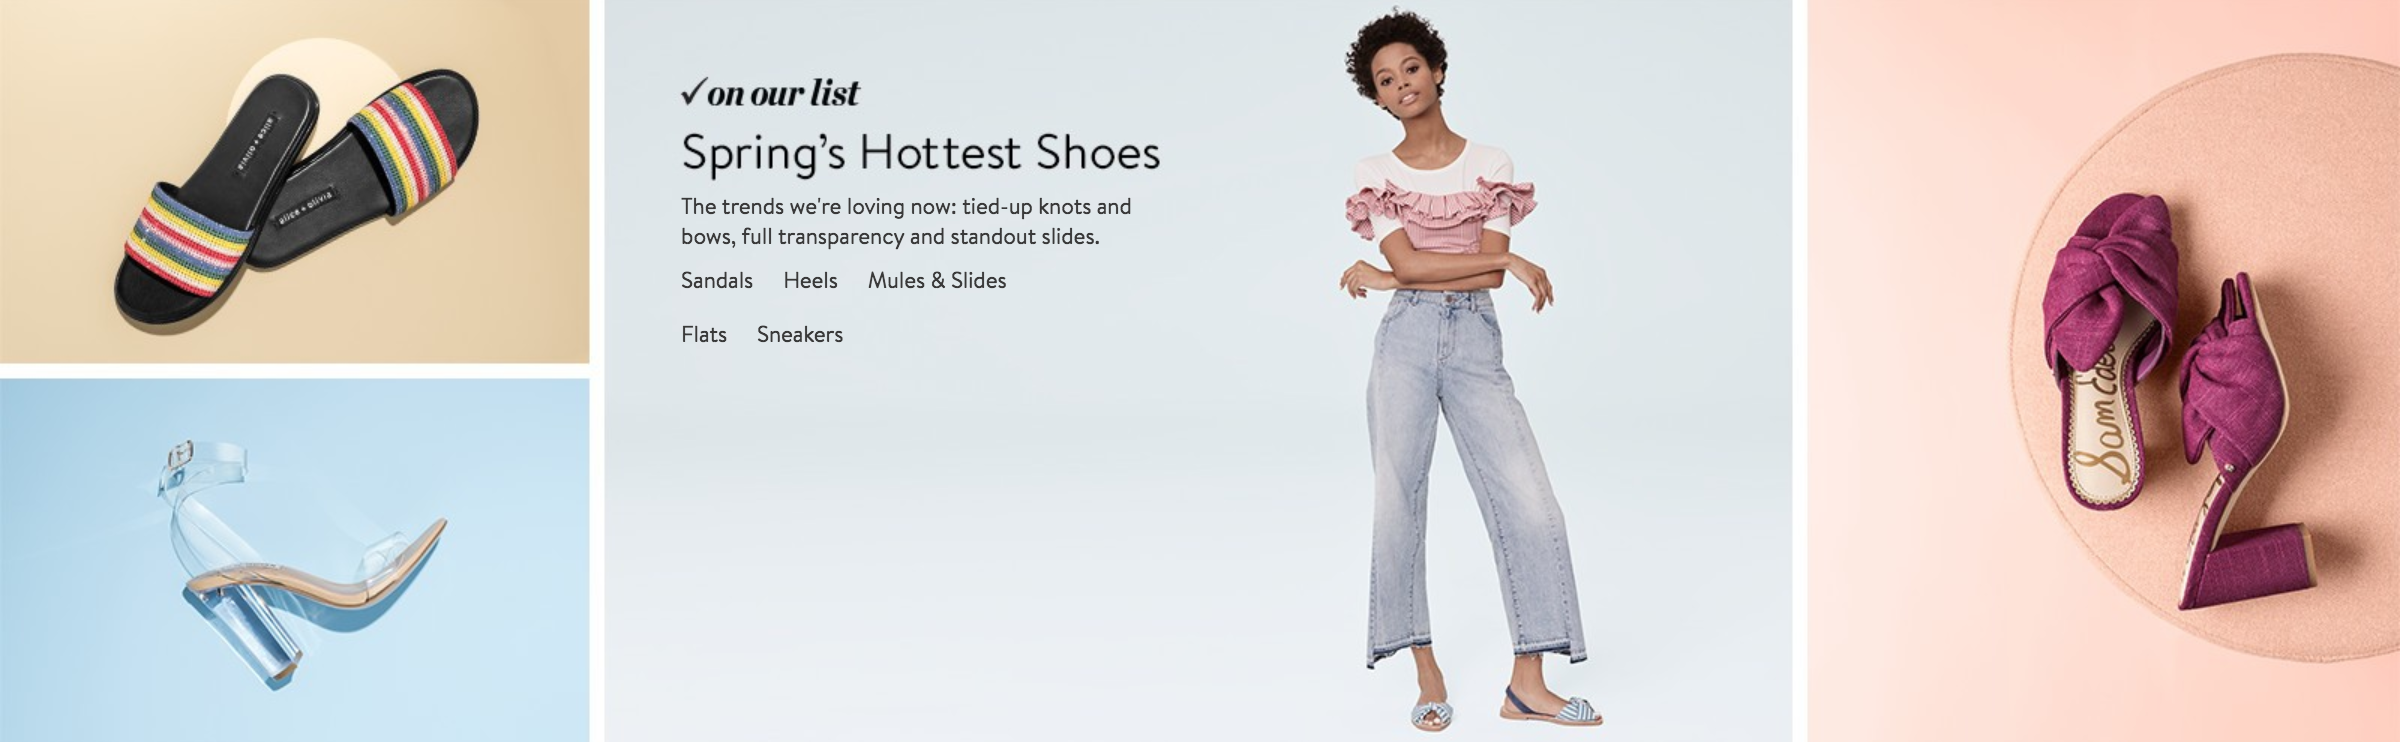 alice + olivia
alice + olivia
✓on our list
Spring's Hottest Shoes
The trends we're loving now: tied-up knots and
bows, full transparency and standout slides.
Sandals Heels Mules & Slides
Flats Sneakers
Sam Edel